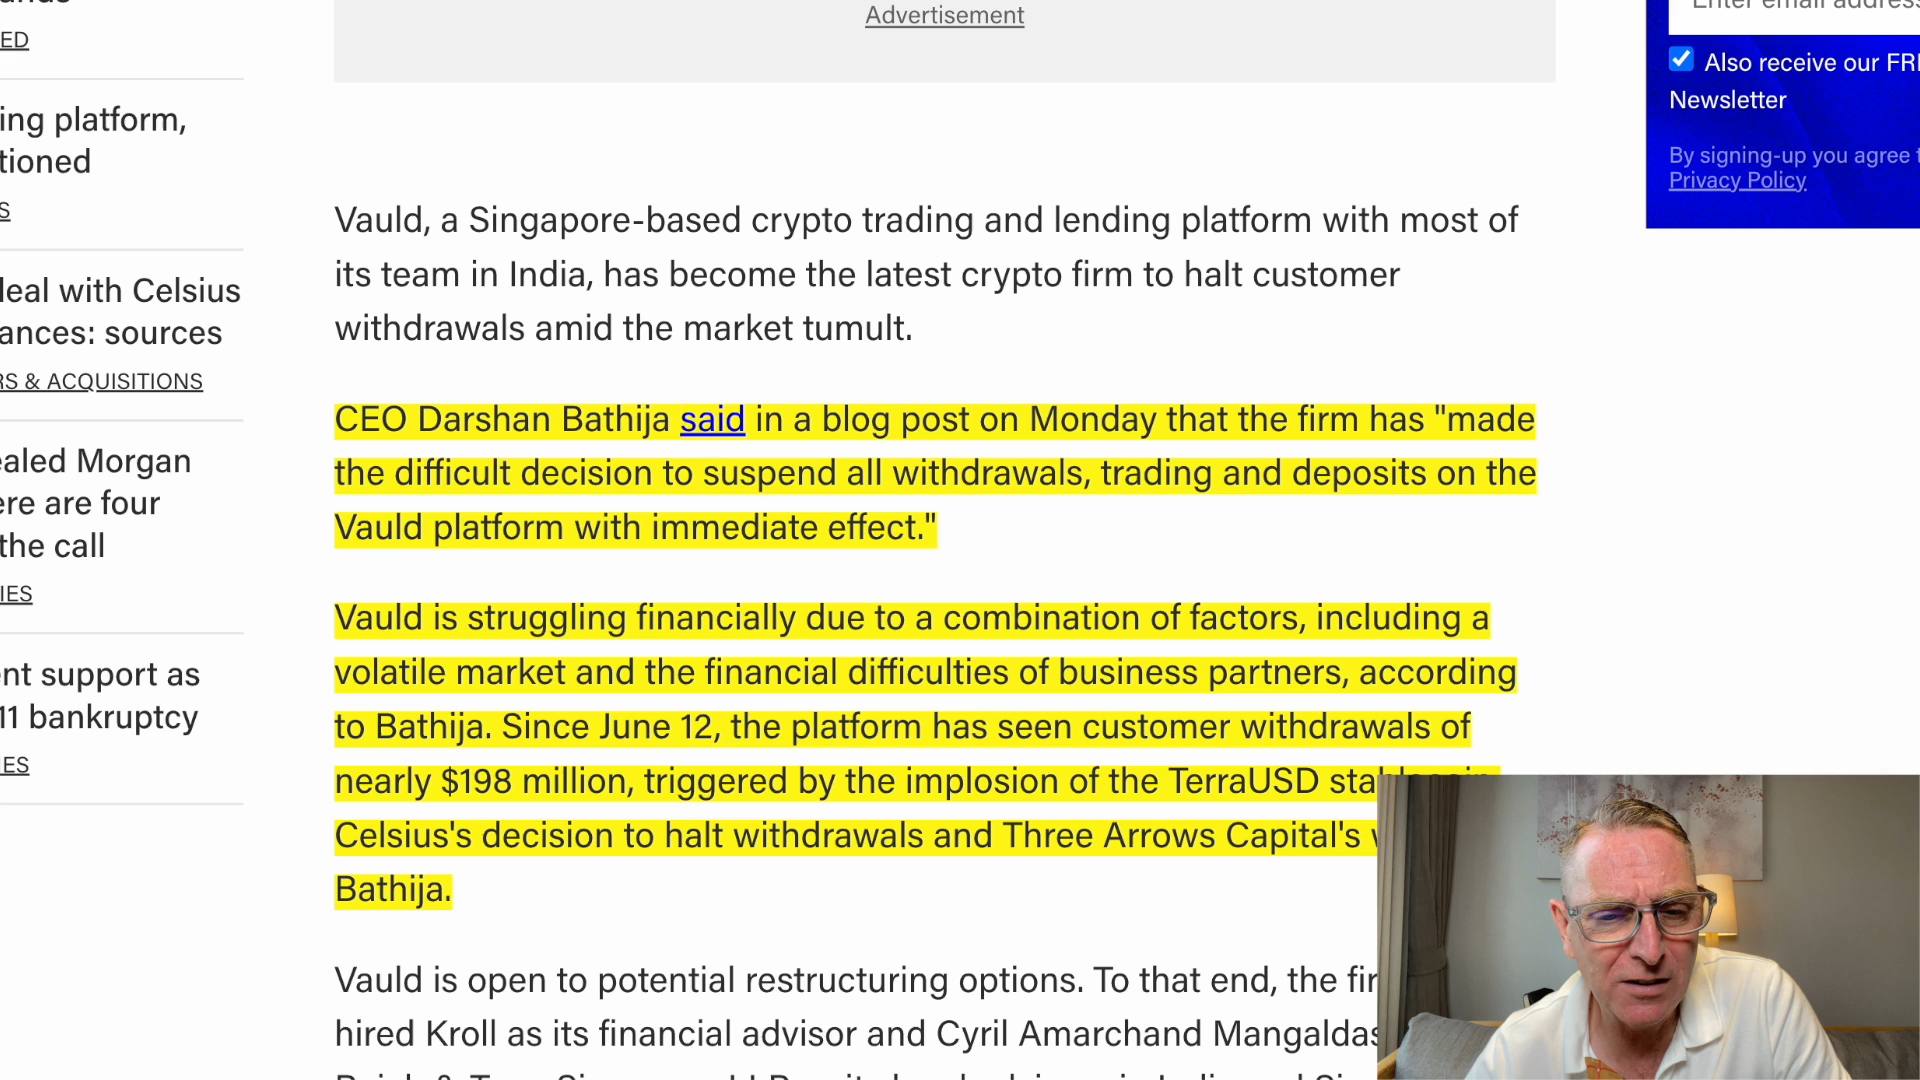 ED
ing platform,
tioned
S
deal with Celsius
ances: sources
RS & ACQUISITIONS
ealed Morgan
ere are four
the call
IES
ent support as
11 bankruptcy
IES
Advertisement
Vauld, a Singapore-based crypto trading and lending platform with most of
its team in India, has become the latest crypto firm to halt customer
withdrawals amid the market tumult.
CEO Darshan Bathija said in a blog post on Monday that the firm has "made
the difficult decision to suspend all withdrawals, trading and deposits on the
Vauld platform with immediate effect."
Vauld is struggling financially due to a combination of factors, including a
volatile market and the financial difficulties of business partners, according
to Bathija. Since June 12, the platform has seen customer withdrawals of
nearly $198 million, triggered by the implosion of the TerraUSD
Celsius's decision to halt withdrawals and Three Arrows Capital's
Bathija.
Vauld is open to potential restructuring options. To that end, the
hired Kroll as its financial advisor and Cyril Amarchand Mangaldas
Enter email address
Also receive our FRE
Newsletter
By signing-up you agree
Privacy Policy